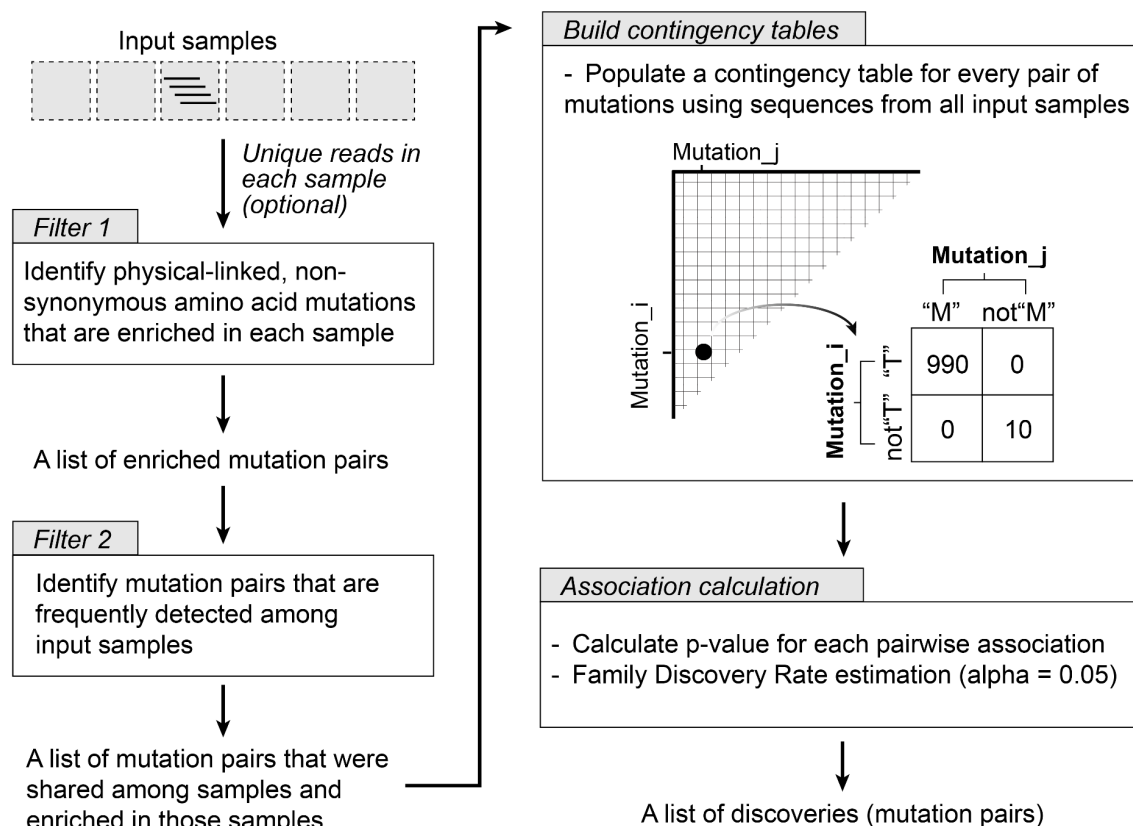 Input samples
Unique reads in
each sample
(optional)
Filter 1
Identify physical-linked, non-
synonymous amino acid mutations
that are enriched in each sample
A list of enriched mutation pairs
Filter 2
Identify mutation pairs that are
frequently detected among
input samples
A list of mutation pairs that were
shared among samples and
enriched in those samples
Build contingency tables
- Populate a contingency table for every pair of
mutations using sequences from all input samples
Mutation_j
Mutation_i
Mutation_j
"M" not"M"
Mutation_i
"T"
not"T"
990 0
0 10
Association calculation
- Calculate p-value for each pairwise association
- Family Discovery Rate estimation (alpha = 0.05)
A list of discoveries (mutation pairs)